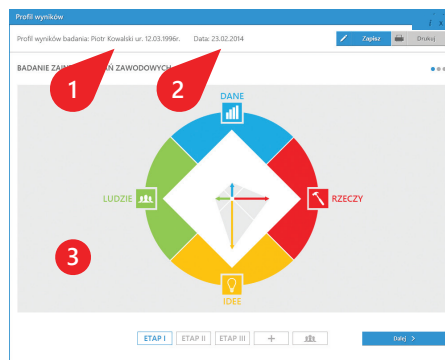 Profil wyników
Profil wyników badania: Piotr Kowalski ur. 12.03.1996r. Data: 23.02.2014
Zapisz
Drukuj
BADANIE ZAWODOWYCH
1
2
DANE
LUDZIE
RZECZY
3
IDEE
ETAP I ETAP II ETAP III +
Dalej >